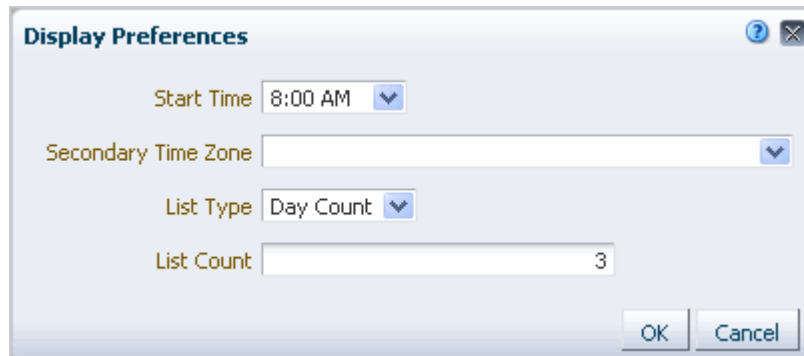 Display Preferences ?
Start Time 8:00 AM
Secondary Time Zone
List Type Day Count
List Count 3
OK Cancel